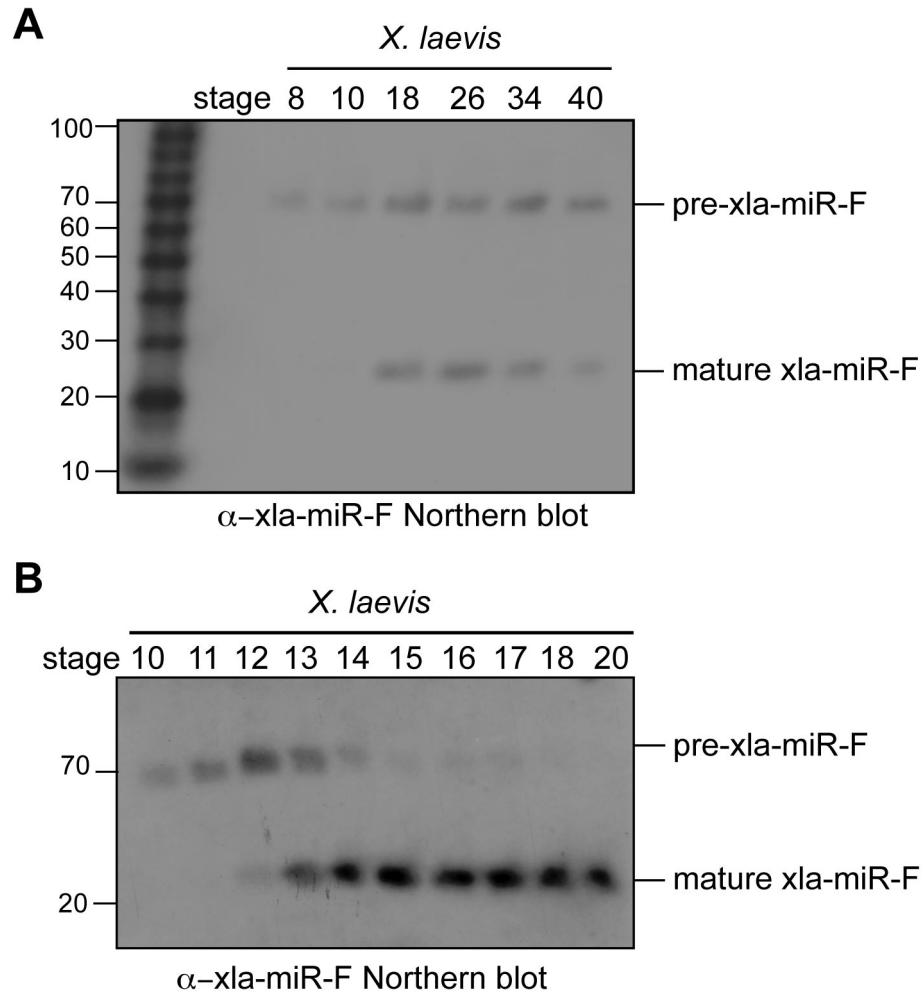 A
X. laevis
stage 8 10 18 26 34 40
100
70
pre-xla-miR-F
60
50
40
30
mature xla-miR-F
20
10
α–xla-miR-F Northern blot
B
X. laevis
stage 10 11 12 13 14 15 16 17 18 20
pre-xla-miR-F
70
mature xla-miR-F
20
α–xla-miR-F Northern blot